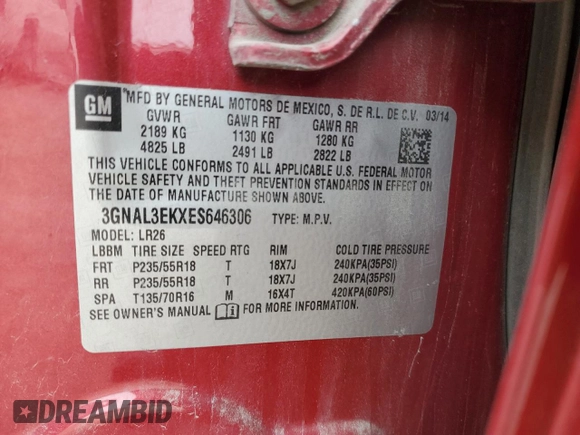 GM
*MFD BY GENERAL MOTORS DE MEXICO, S. DE R.L. DE C.V. 03/14
GVWR GAWR FRT GAWR RR
2189 KG 1130 KG 1280 KG
4825 LB 2491 LB 2822 LB
THIS VEHICLE CONFORMS TO ALL APPLICABLE U.S. FEDERAL MOTOR
VEHICLE SAFETY AND THEFT PREVENTION STANDARDS IN EFFECT ON
THE DATE OF MANUFACTURE SHOWN ABOVE.
3GNAL3EKXES646306 TYPE: M.P.V.
MODEL: LR26
LBBM TIRE SIZE SPEED RTG RIM COLD TIRE PRESSURE
FRT P235/55R18 T 18X7J 240KPA(35PSI)
RR P235/55R18 T 18X7J 240KPA(35PSI)
SPA T135/70R16 M 16X4T 420KPA(60PSI)
SEE OWNER'S MANUAL i FOR MORE INFORMATION.
DREAMBID